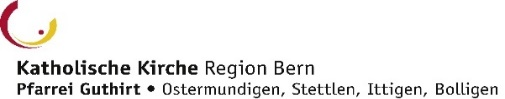 Katholische Kirche Region Bern
Pfarrei Guthirt • Ostermundigen, Stettlen, Ittigen, Bolligen